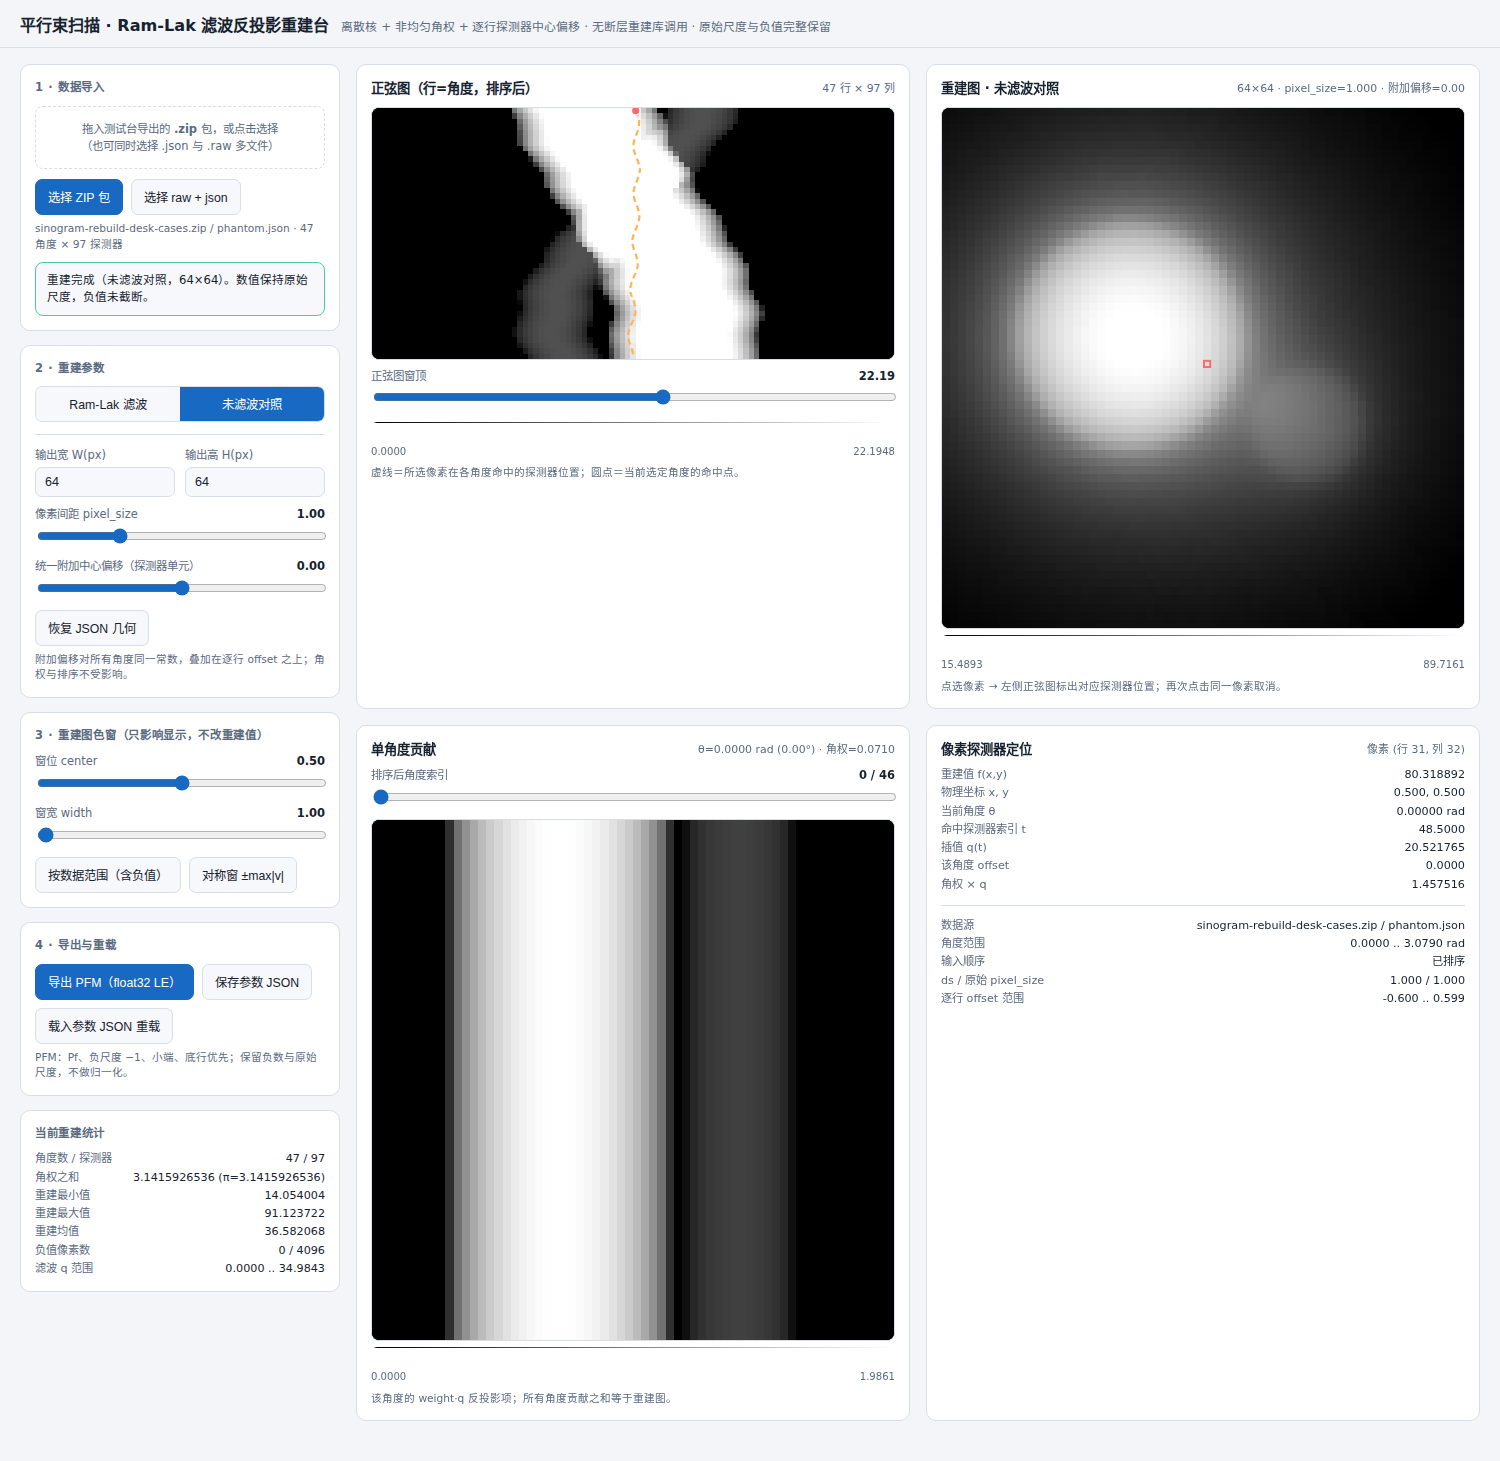 平行束扫描 · Ram-Lak 滤波反投影重建台
离散核 + 非均匀角权 + 逐行探测器中心偏移 · 无断层重建库调用 · 原始尺度与负值完整保留
1 · 数据导入
拖入测试台导出的 .zip 包，或点击选择
（也可同时选择 .json 与 .raw 多文件）
选择 ZIP 包
选择 raw + json
sinogram-rebuild-desk-cases.zip / phantom.json · 47
角度 × 97 探测器
重建完成（未滤波对照，64×64）。数值保持原始
尺度，负值未截断。
2 · 重建参数
Ram-Lak 滤波
未滤波对照
输出宽 W(px)
输出高 H(px)
64
64
像素间距 pixel_size
1.00
统一附加中心偏移（探测器单元）
0.00
恢复 JSON 几何
附加偏移对所有角度同一常数，叠加在逐行 offset 之上；角
权与排序不受影响。
3 · 重建图色窗（只影响显示，不改重建值）
窗位 center
0.50
窗宽 width
1.00
按数据范围（含负值）
对称窗 ±max|v|
4 · 导出与重载
导出 PFM（float32 LE）
保存参数 JSON
载入参数 JSON 重载
PFM：Pf、负尺度 −1、小端、底行优先；保留负数与原始
尺度，不做归一化。
当前重建统计
角度数 / 探测器
47 / 97
角权之和
3.1415926536 (π=3.1415926536)
重建最小值
14.054004
重建最大值
91.123722
重建均值
36.582068
负值像素数
0 / 4096
滤波 q 范围
0.0000 .. 34.9843
正弦图（行=角度，排序后）
47 行 × 97 列
正弦图窗顶
22.19
0.0000
22.1948
虚线＝所选像素在各角度命中的探测器位置；圆点＝当前选定角度的命中点。
重建图 · 未滤波对照
64×64 · pixel_size=1.000 · 附加偏移=0.00
15.4893
89.7161
点选像素 → 左侧正弦图标出对应探测器位置；再次点击同一像素取消。
单角度贡献
θ=0.0000 rad (0.00°) · 角权=0.0710
排序后角度索引
0 / 46
0.0000
1.9861
该角度的 weight·q 反投影项；所有角度贡献之和等于重建图。
像素探测器定位
像素 (行 31, 列 32)
重建值 f(x,y)
80.318892
物理坐标 x, y
0.500, 0.500
当前角度 θ
0.00000 rad
命中探测器索引 t
48.5000
插值 q(t)
20.521765
该角度 offset
0.0000
角权 × q
1.457516
数据源
sinogram-rebuild-desk-cases.zip / phantom.json
角度范围
0.0000 .. 3.0790 rad
输入顺序
已排序
ds / 原始 pixel_size
1.000 / 1.000
逐行 offset 范围
-0.600 .. 0.599